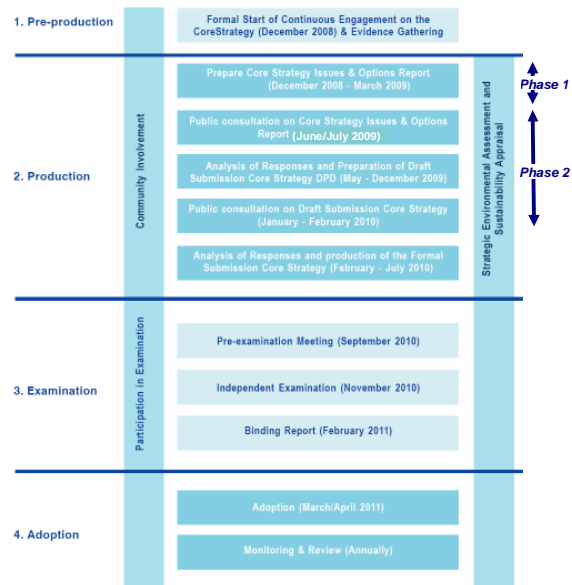 1. Pre-production
Formal Start of Continuous Engagement on the
CoreStrategy (December 2008) & Evidence Gathering
Prepare Core Strategy Issues & Options Report
(December 2008 - March 2009)
Phase 1
Public consultation on Core Strategy Issues & Options
Report (June/July 2009)
2. Production
Community Involvement
Analysis of Responses and Preparation of Draft
Submission Core Strategy DPD (May - December 2009)
Strategic Environmental Assessment and
Sustainability Appraisal
Phase 2
Public consultation on Draft Submission Core Strategy
(January - February 2010)
Analysis of Responses and production of the Formal
Submission Core Strategy (February - July 2010)
3. Examination
Participation in Examination
Pre-examination Meeting (September 2010)
Independent Examination (November 2010)
Binding Report (February 2011)
4. Adoption
Adoption (March/April 2011)
Monitoring & Review (Annually)